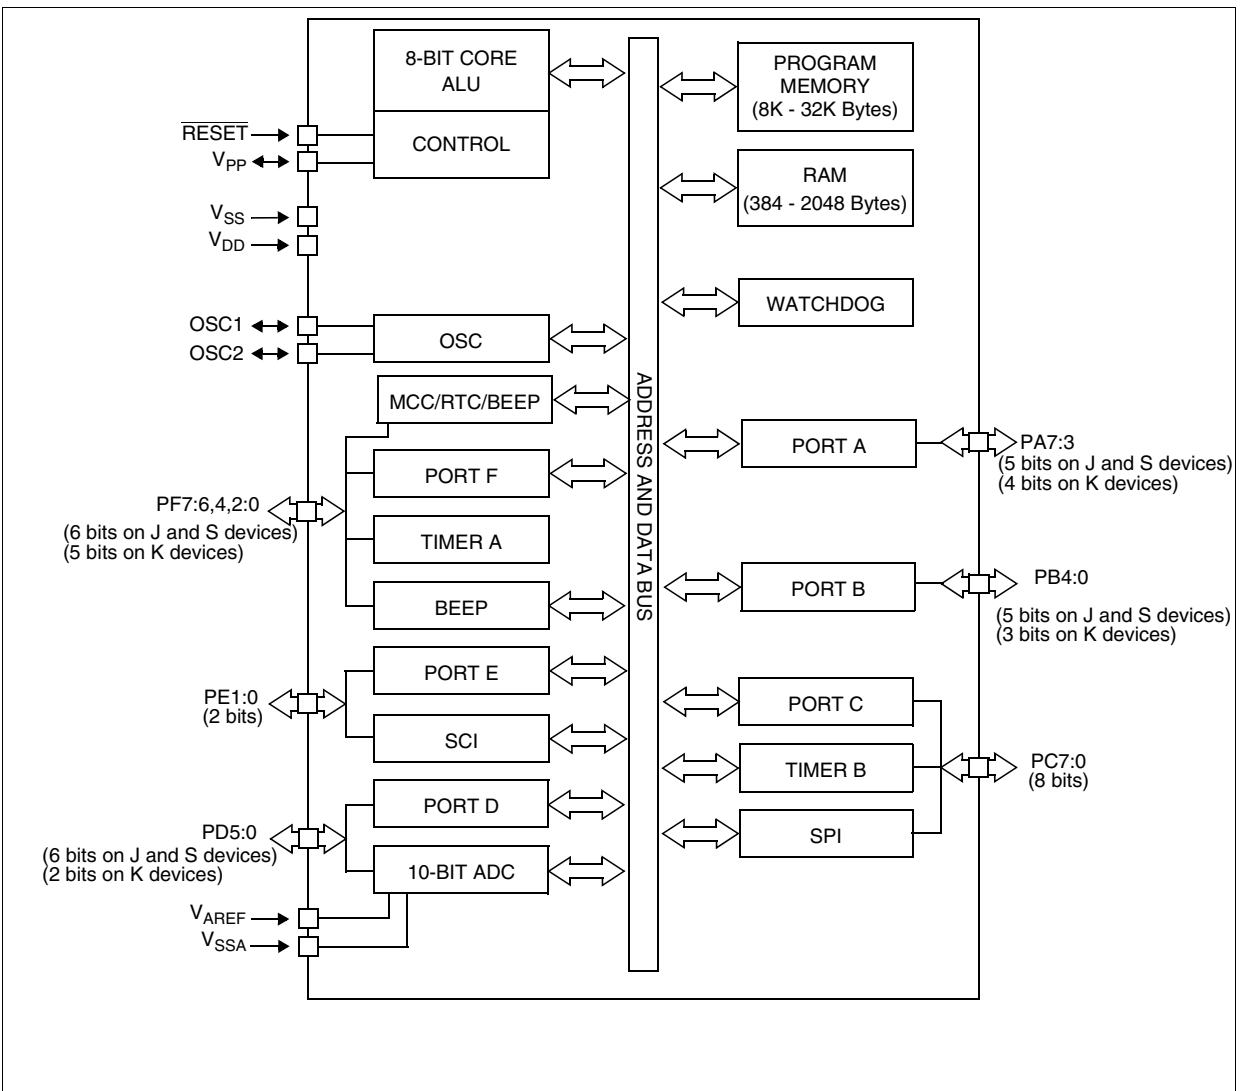 8-BIT CORE
ALU
CONTROL
RESET
VPP
VSS
VDD
OSC1
OSC2
OSC
MCC/RTC/BEEP
PORT F
PF7:6,4,2:0
(6 bits on J and S devices)
(5 bits on K devices)
TIMER A
BEEP
PORT E
PE1:0
(2 bits)
SCI
PORT D
PD5:0
(6 bits on J and S devices)
(2 bits on K devices)
10-BIT ADC
VAREF
VSSA
ADDRESS AND DATA BUS
PROGRAM
MEMORY
(8K - 32K Bytes)
RAM
(384 - 2048 Bytes)
WATCHDOG
PORT A
PA7:3
(5 bits on J and S devices)
(4 bits on K devices)
PORT B
PB4:0
(5 bits on J and S devices)
(3 bits on K devices)
PORT C
TIMER B
PC7:0
(8 bits)
SPI